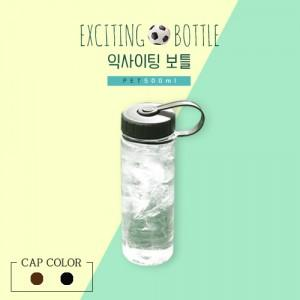 EXCITING BOTTLE
익사이팅 보틀
PET 500ml
CAP COLOR